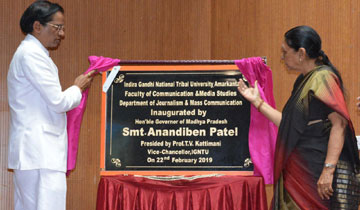 Indira Gandhi National Tribal University Amarkantak
Faculty of Communication & Media Studies
Department of Journalism & Mass Communication
Inaugurated by
Hon'ble Governor of Madhya Pradesh
Smt. Anandiben Patel
Presided by Prof. T.V. Kattimani
Vice-Chancellor, IGNTU
On 22nd February 2019